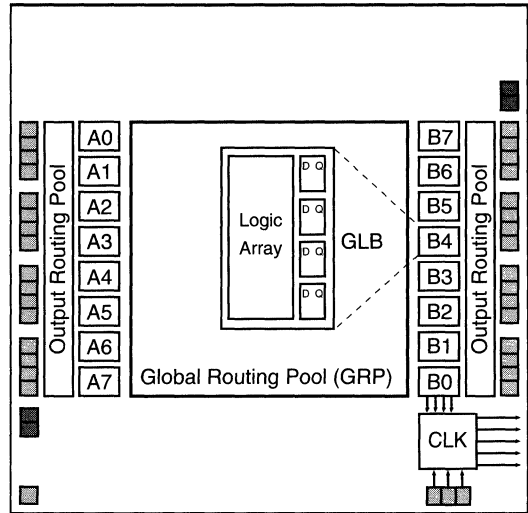 Output Routing Pool
A0
A1
A2
A3
A4
A5
A6
A7
Logic
Array
D Q
D Q
D Q
D Q
GLB
Global Routing Pool (GRP)
B7
B6
B5
B4
B3
B2
B1
B0
Output Routing Pool
CLK